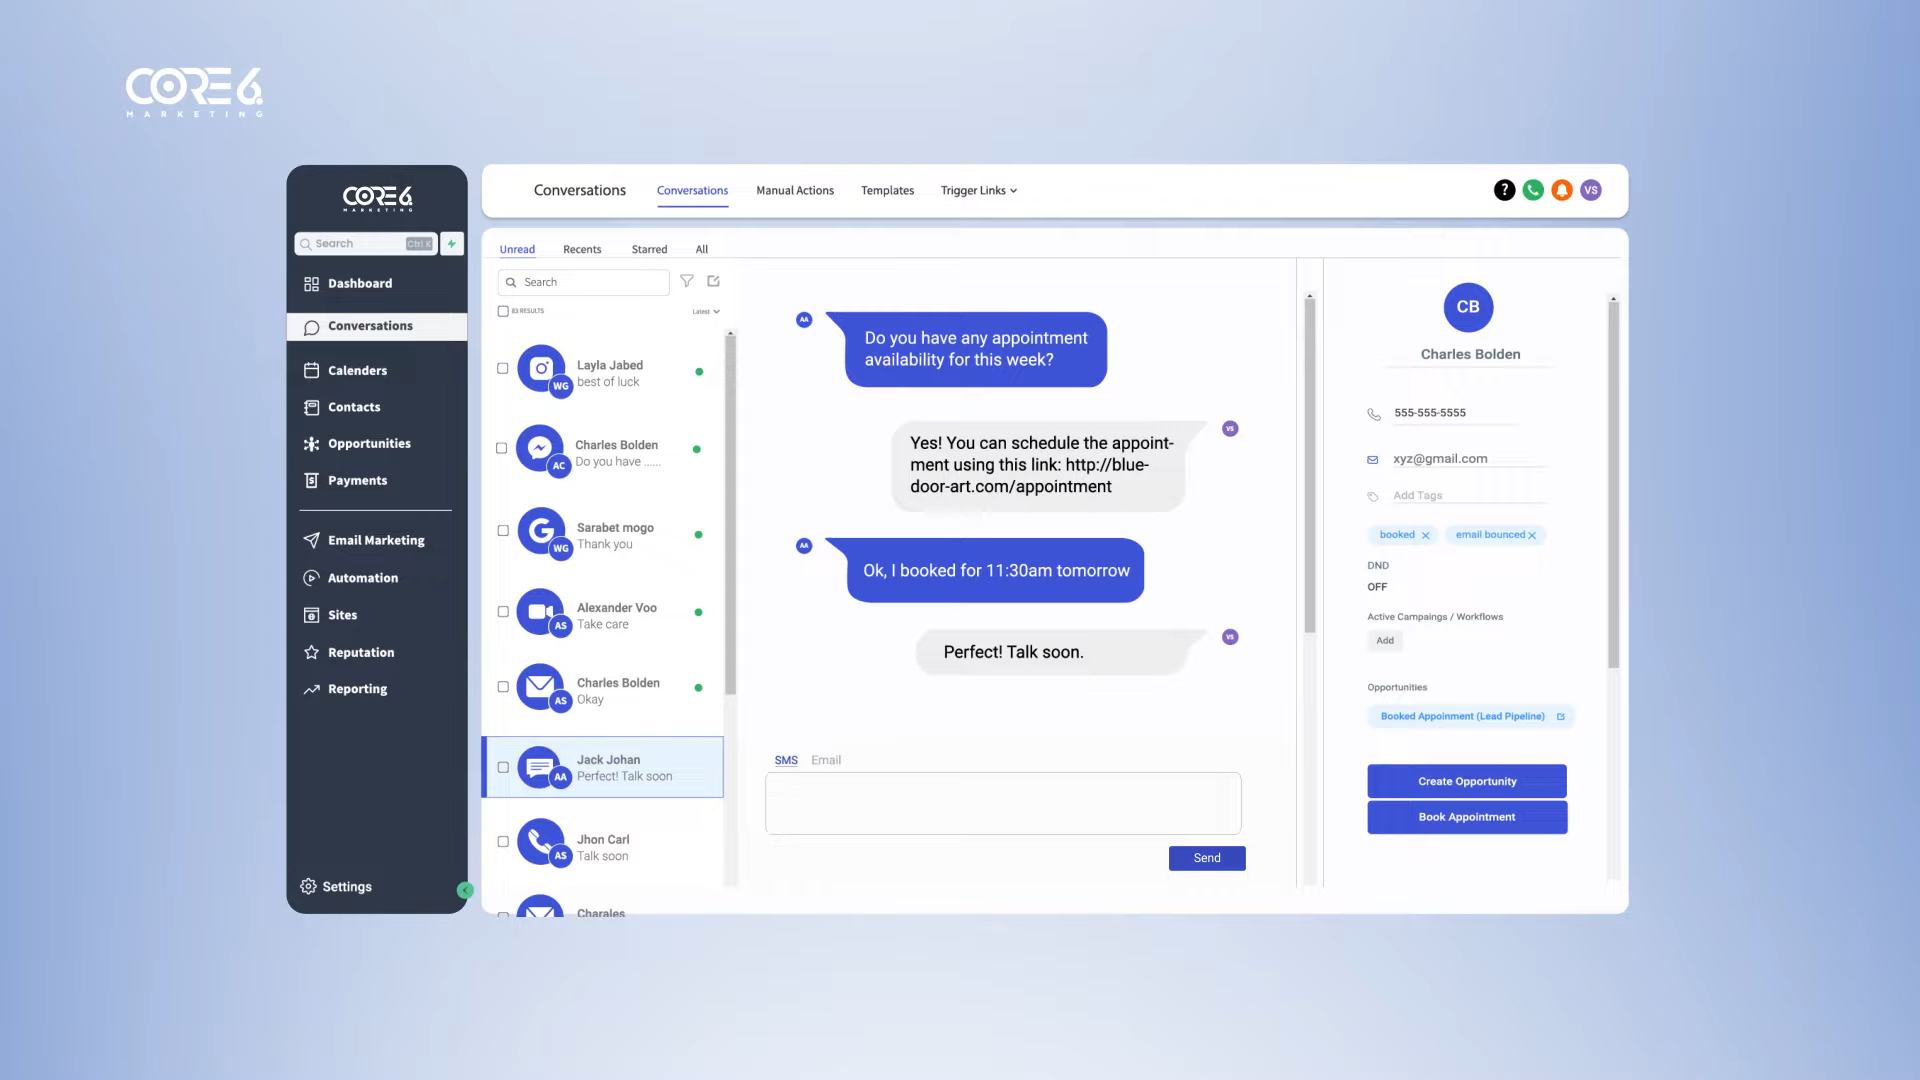 CORE6.
MARKETING
CORE6.
MARKETING
Search Ctrl K
Dashboard
Conversations
Calenders
Contacts
Opportunities
Payments
Email Marketing
Automation
Sites
Reputation
Reporting
Settings
Conversations Conversations Manual Actions Templates Trigger Links ? VS
Unread Recents Starred All
Search
83 RESULTS Latest
WG Layla Jabed
best of luck
AC Charles Bolden
Do you have ......
G WG Sarabet mogo
Thank you
AS Alexander Voo
Take care
AS Charles Bolden
Okay
AA Jack Johan
Perfect! Talk soon
AS Jhon Carl
Talk soon
Charales
AA
Do you have any appointment
availability for this week?
VS
Yes! You can schedule the appoint-
ment using this link: http://blue-
door-art.com/appointment
AA
Ok, I booked for 11:30am tomorrow
VS
Perfect! Talk soon.
SMS Email
Send
CB
Charles Bolden
555-555-5555
xyz@gmail.com
Add Tags
booked email bounced
DND
OFF
Active Campaings / Workflows
Add
Opportunities
Booked Appoinment (Lead Pipeline)
Create Opportunity
Book Appointment